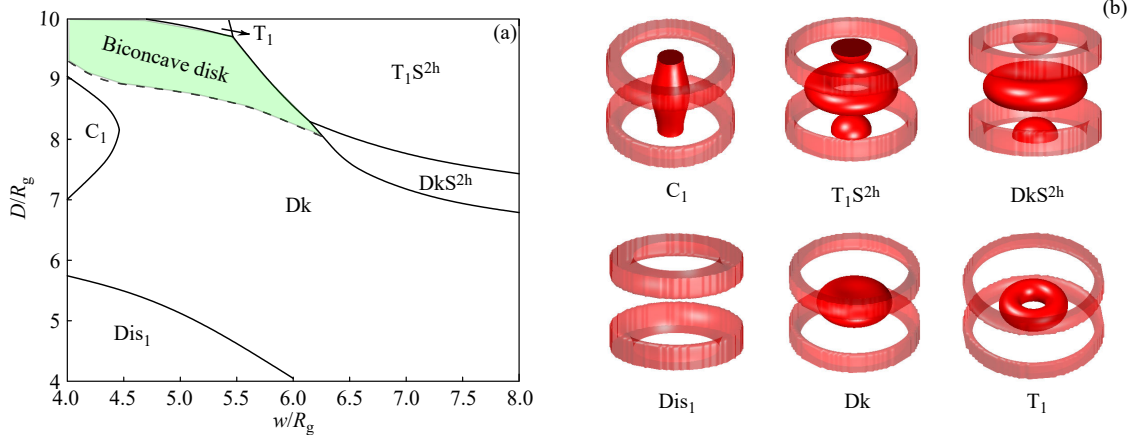 (a)
(b)
10
9
8
7
6
5
4
D/Rg
4.0 4.5 5.0 5.5 6.0 6.5 7.0 7.5 8.0
w/Rg
T1
Biconcave disk
T1S2h
C1
DkS2h
Dk
Dis1
C1 T1S2h DkS2h
Dis1 Dk T1